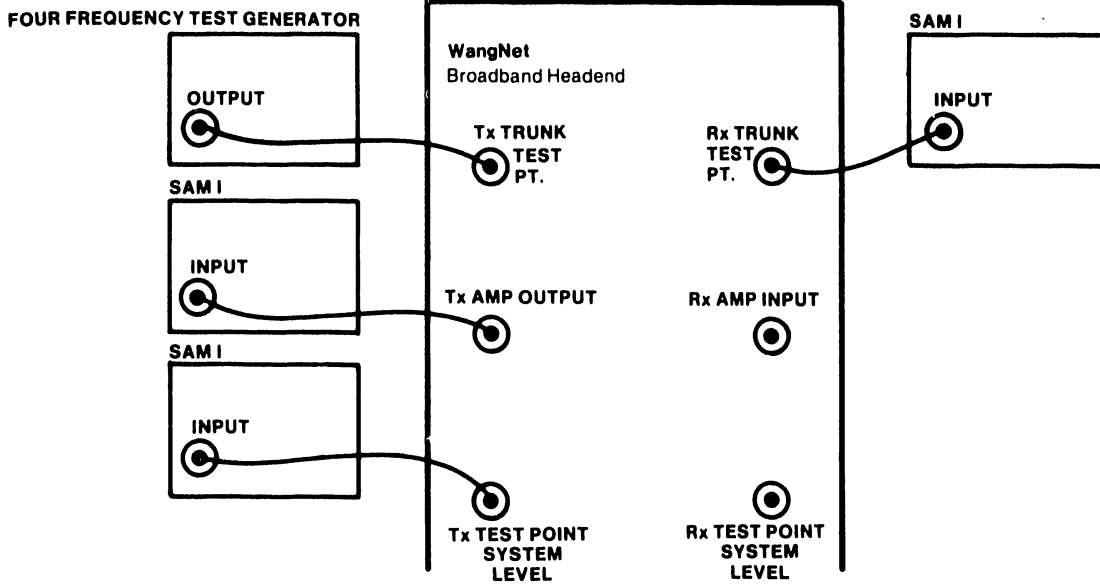 FOUR FREQUENCY TEST GENERATOR
OUTPUT
SAM I
INPUT
SAM I
INPUT
WangNet
Broadband Headend
Tx TRUNK
TEST
PT.
Rx TRUNK
TEST
PT.
Tx AMP OUTPUT
Rx AMP INPUT
Tx TEST POINT
SYSTEM
LEVEL
Rx TEST POINT
SYSTEM
LEVEL
SAM I
INPUT